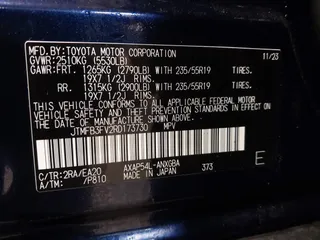 MFD.BY:TOYOTA MOTOR CORPORATION 11/23
GVWR:2510KG (5530LB)
GAWR:FRT. 1265KG (2790LB) WITH 235/55R19 TIRES.
19X7 1/2J RIMS.
RR. 1315KG (2900LB) WITH 235/55R19 TIRES.
19X7 1/2J RIMS.
THIS VEHICLE CONFORMS TO ALL APPLICABLE FEDERAL MOTOR
VEHICLE SAFETY AND THEFT PREVENTION STANDARDS IN EFFECT
ON THE DATE OF MANUFACTURE SHOWN ABOVE.
JTMFB3FV2RD173730 MPV
C/TR:2RA/EA20 AXAP54L-ANXGBA 373 E
A/TM: /P810 MADE IN JAPAN